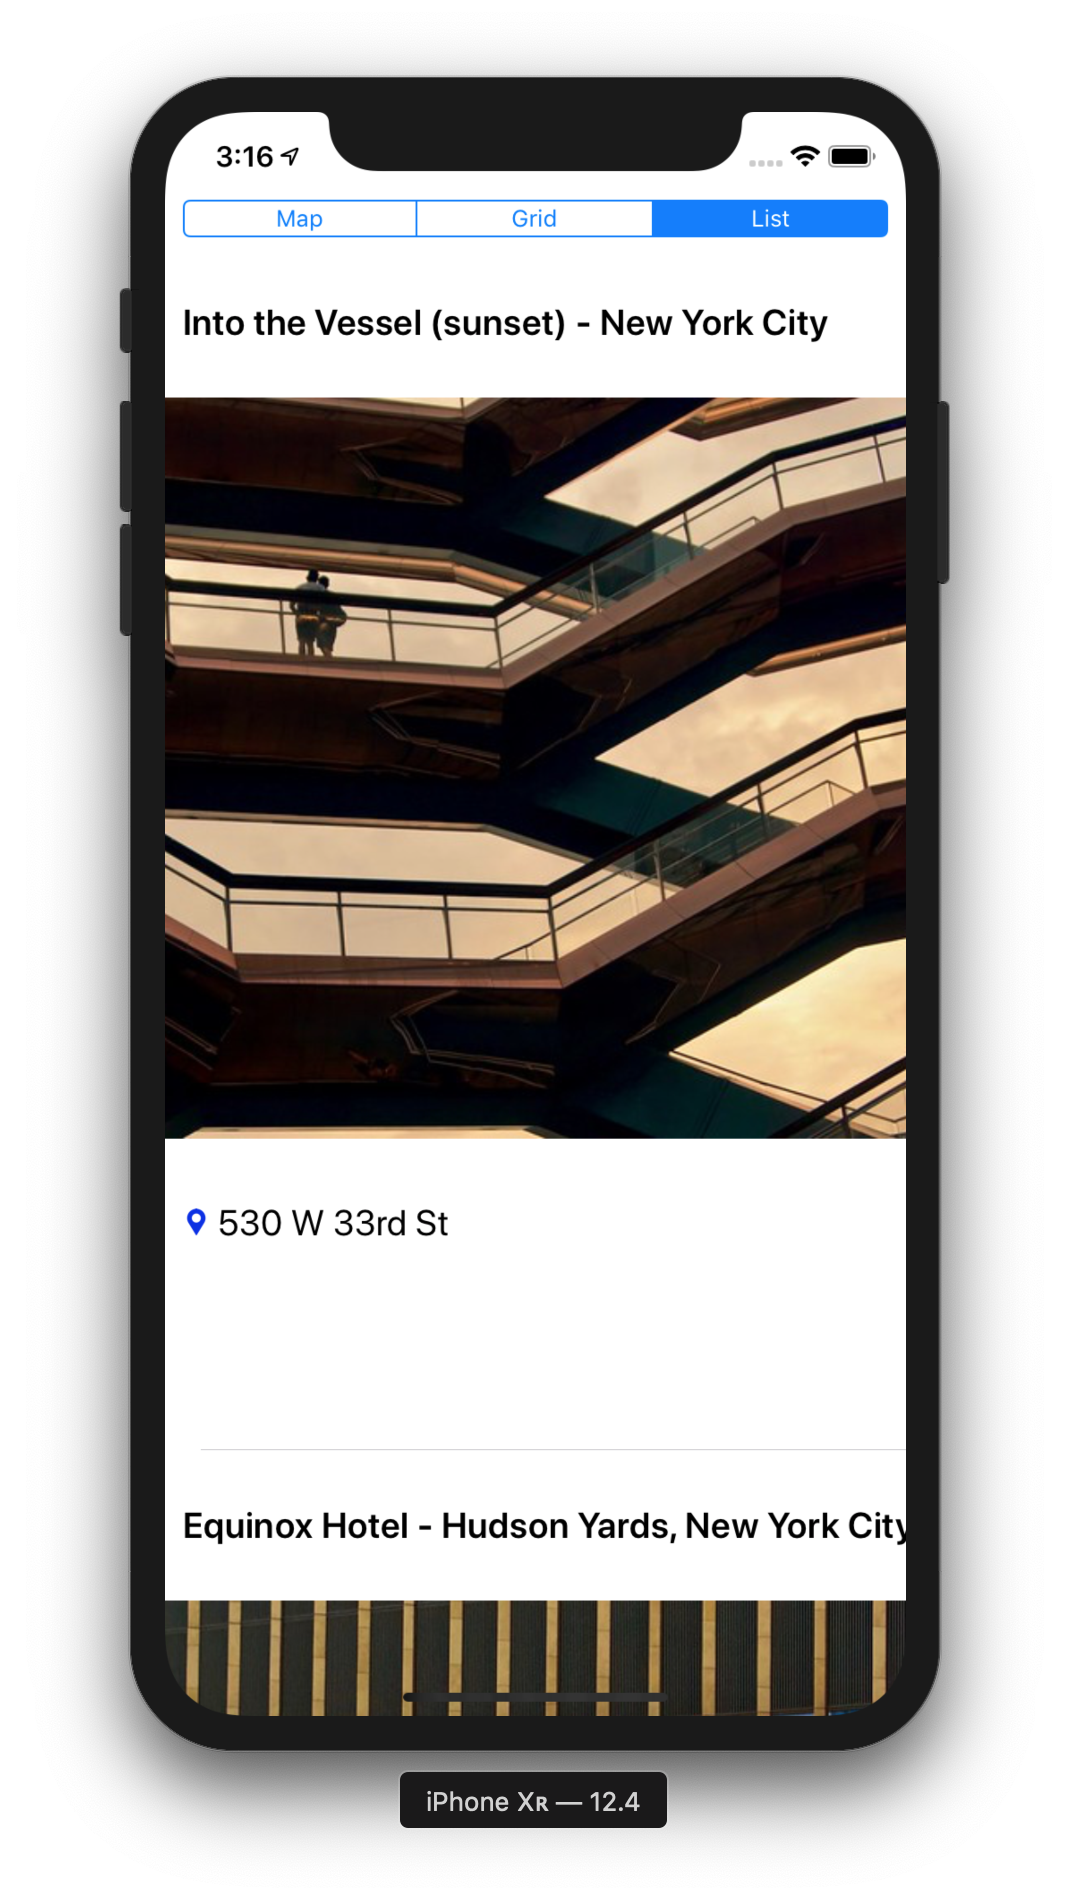 3:16
Map Grid List
Into the Vessel (sunset) - New York City
530 W 33rd St
Equinox Hotel - Hudson Yards, New York City
iPhone Xʀ — 12.4